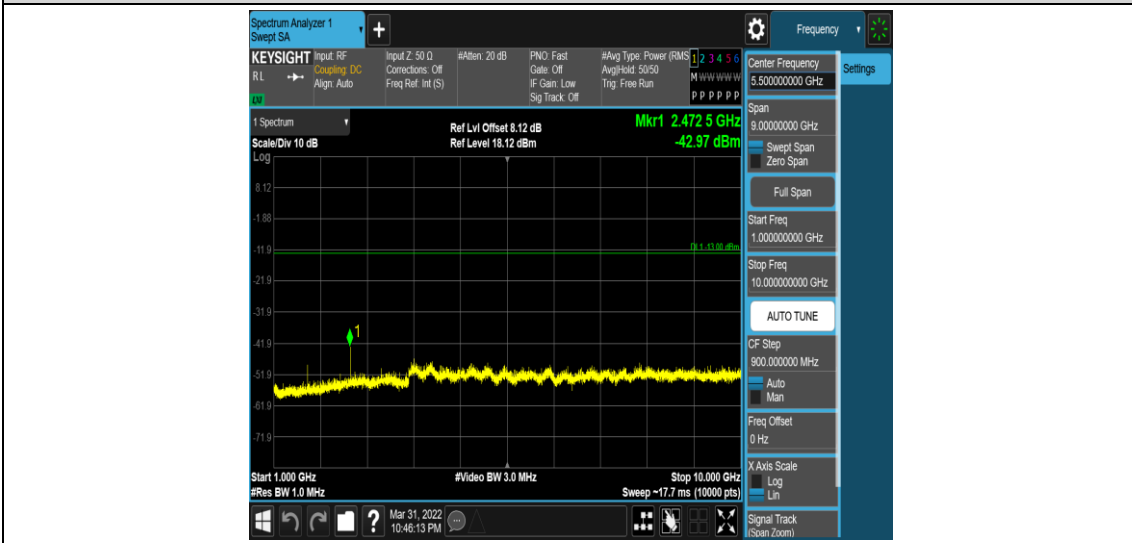 Spectrum Analyzer 1
Swept SA
+
Frequency
KEYSIGHT
RL
Input: RF
Coupling: DC
Align: Auto
Input Z: 50 Ω
Corrections: Off
Freq Ref: Int (S)
#Atten: 20 dB
PNO: Fast
Gate: Off
IF Gain: Low
Sig Track: Off
#Avg Type: Power (RMS
Avg|Hold: 50/50
Trig: Free Run
1 2 3 4 5 6
M W W W W W
P P P P P P
Center Frequency
5.500000000 GHz
Settings
Span
9.00000000 GHz
Swept Span
Zero Span
Full Span
Start Freq
1.000000000 GHz
Stop Freq
10.000000000 GHz
AUTO TUNE
CF Step
900.000000 MHz
Auto
Man
Freq Offset
0 Hz
X Axis Scale
Log
Lin
Signal Track
(Span Zoom)
1 Spectrum
Scale/Div 10 dB
Ref Lvl Offset 8.12 dB
Ref Level 18.12 dBm
Mkr1 2.472 5 GHz
-42.97 dBm
Log
8.12
-1.88
-11.9
DL1 -13.00 dBm
-21.9
-31.9
1
-41.9
-51.9
-61.9
-71.9
Start 1.000 GHz
#Video BW 3.0 MHz
Stop 10.000 GHz
#Res BW 1.0 MHz
Sweep ~17.7 ms (10000 pts)
?
Mar 31, 2022
10:46:13 PM